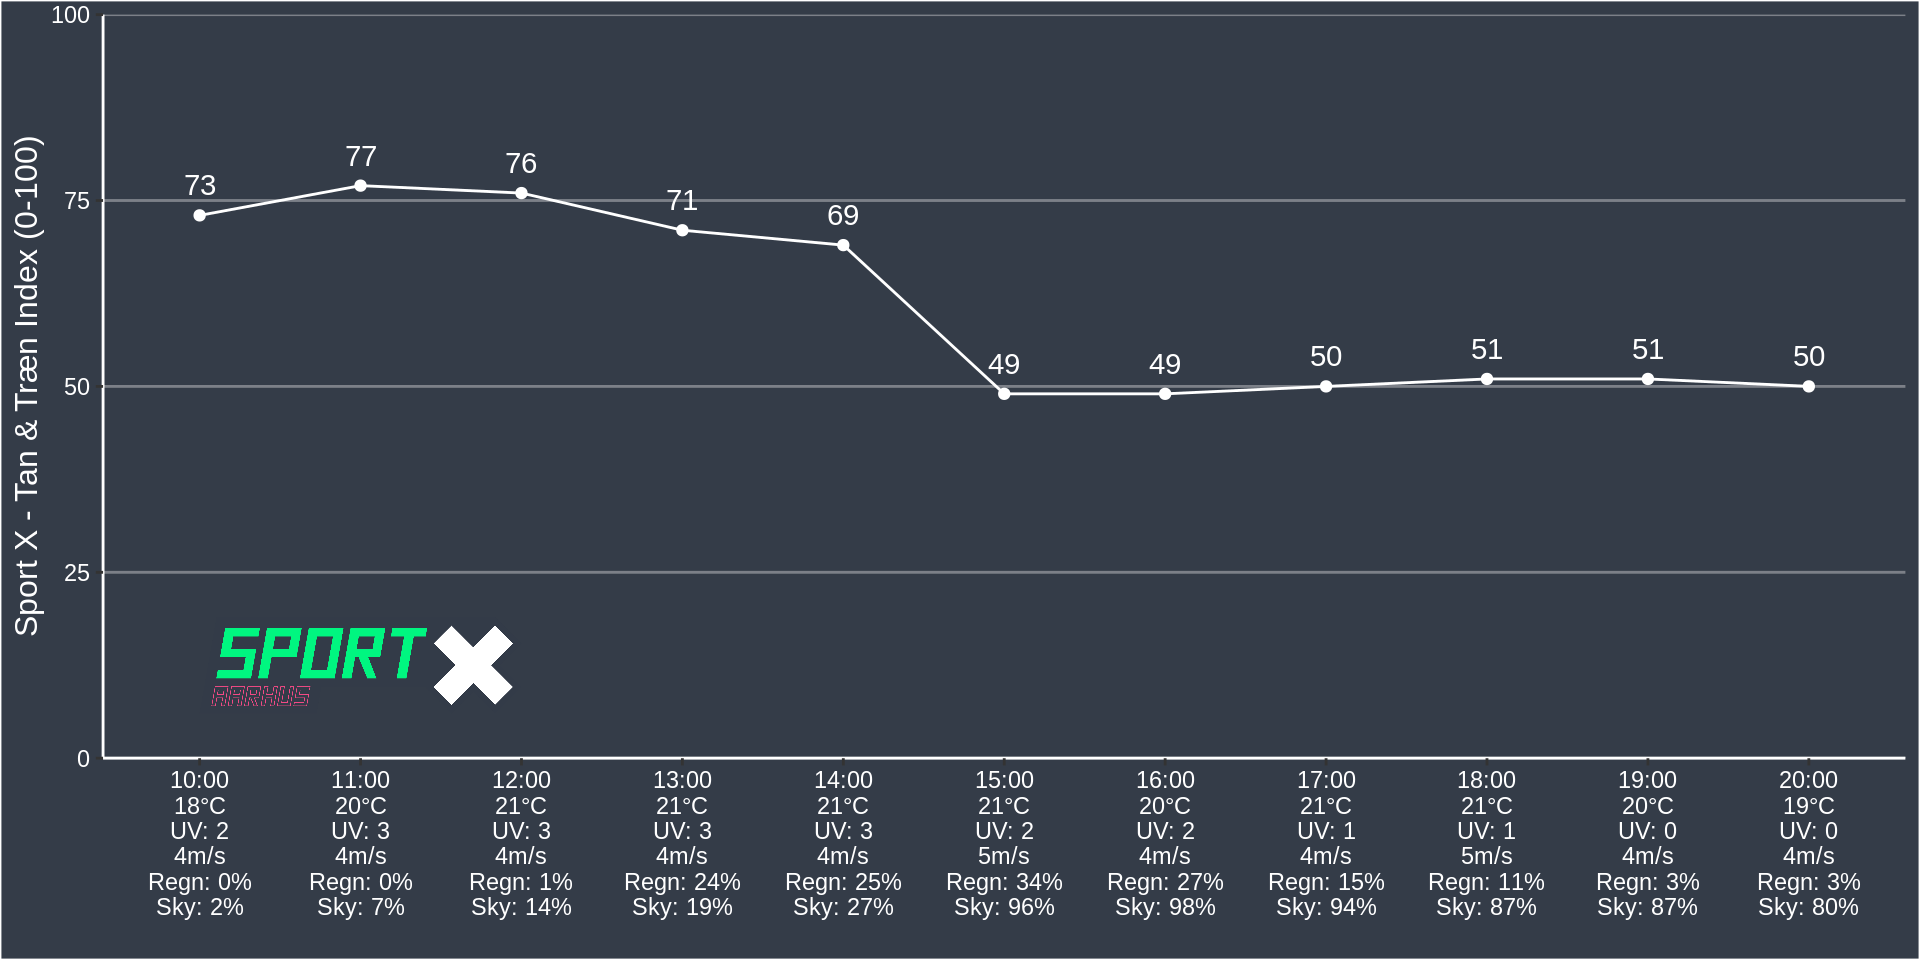 Sport X - Tan & Træn Index (0-100)
100
75
50
25
0
73
77
76
71
69
49
49
50
51
51
50
SPORT X
AARHUS
10:00 11:00 12:00 13:00 14:00 15:00 16:00 17:00 18:00 19:00 20:00
18°C 20°C 21°C 21°C 21°C 21°C 20°C 21°C 21°C 20°C 19°C
UV: 2 UV: 3 UV: 3 UV: 3 UV: 3 UV: 2 UV: 2 UV: 1 UV: 1 UV: 0 UV: 0
4m/s 4m/s 4m/s 4m/s 4m/s 5m/s 4m/s 4m/s 5m/s 4m/s 4m/s
Regn: 0% Regn: 0% Regn: 1% Regn: 24% Regn: 25% Regn: 34% Regn: 27% Regn: 15% Regn: 11% Regn: 3% Regn: 3%
Sky: 2% Sky: 7% Sky: 14% Sky: 19% Sky: 27% Sky: 96% Sky: 98% Sky: 94% Sky: 87% Sky: 87% Sky: 80%